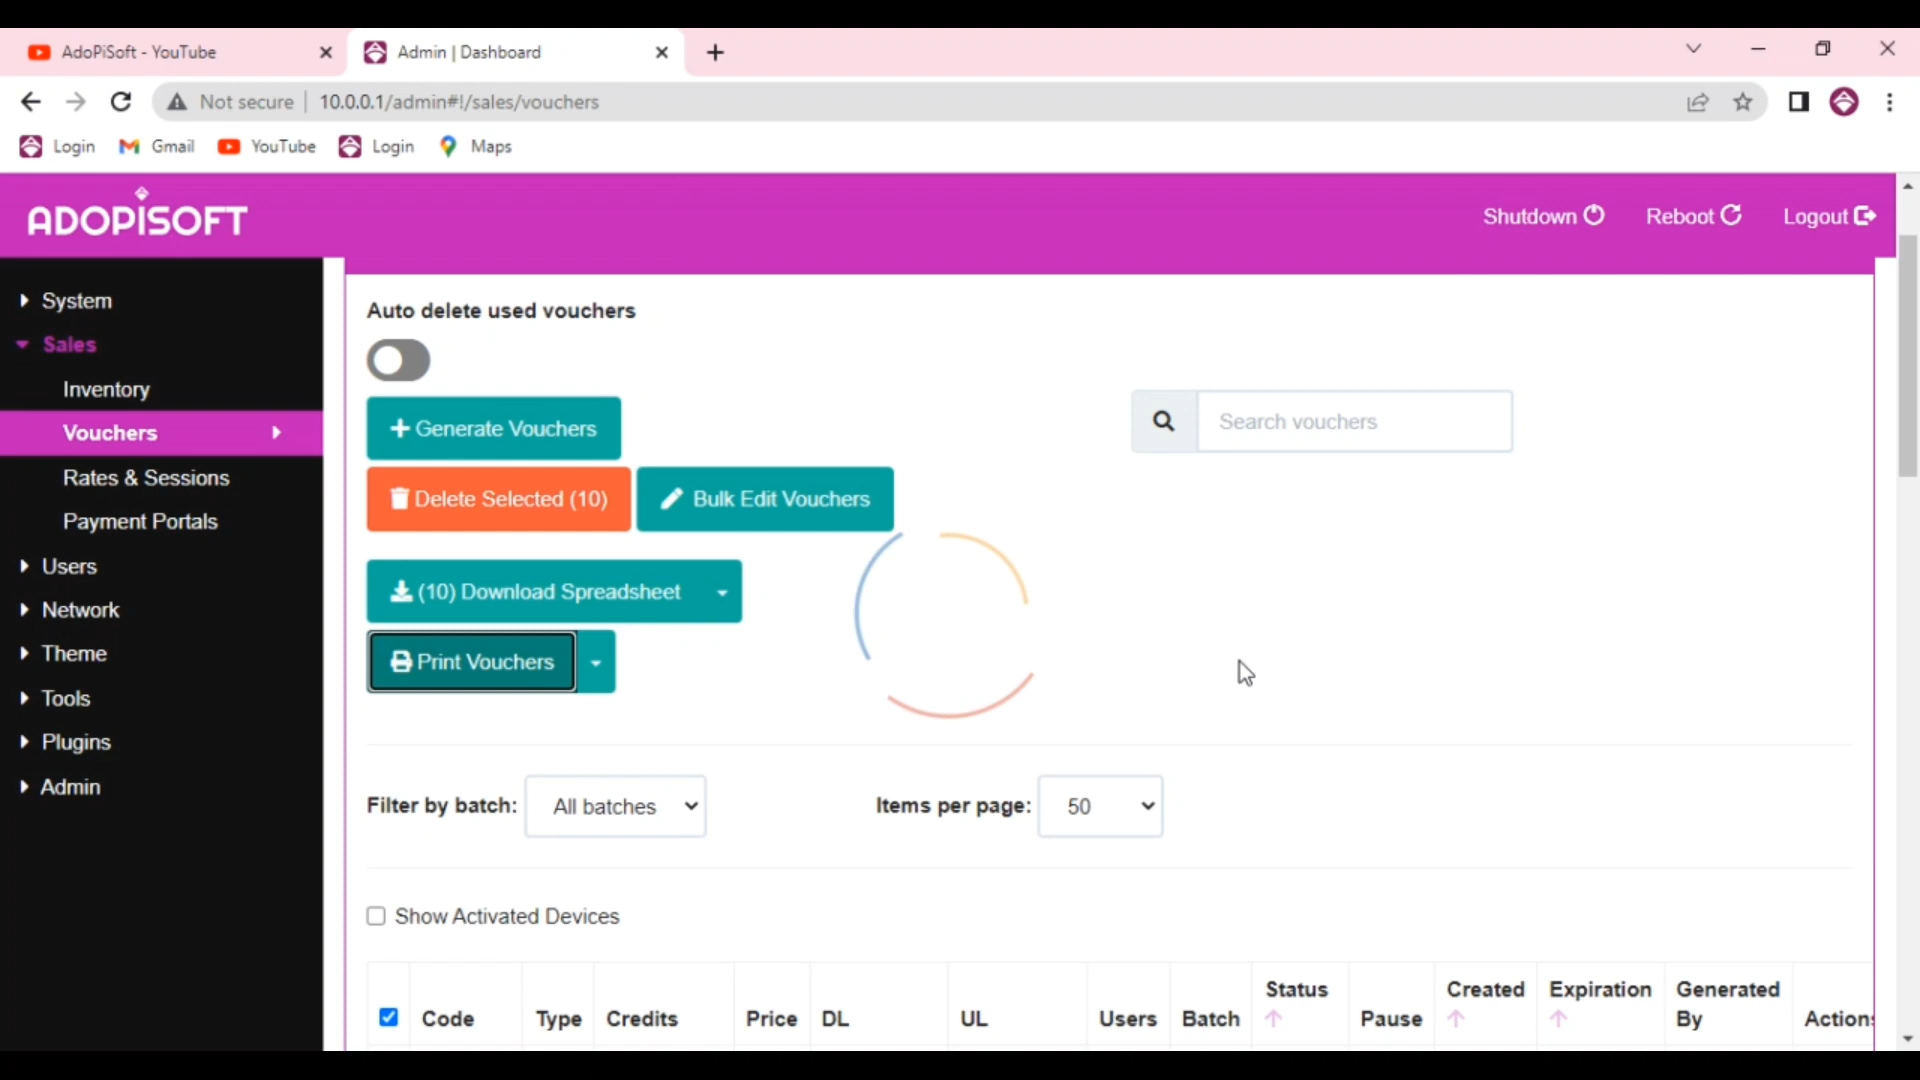 AdoPiSoft - YouTube
Admin | Dashboard
Not secure
10.0.0.1/admin#!/sales/vouchers
Login
Gmail
YouTube
Login
Maps
ADOPISOFT
Shutdown
Reboot
Logout
System
Sales
Inventory
Vouchers
Rates & Sessions
Payment Portals
Users
Network
Theme
Tools
Plugins
Admin
Auto delete used vouchers
Generate Vouchers
Search vouchers
Delete Selected (10)
Bulk Edit Vouchers
(10) Download Spreadsheet
Print Vouchers
Filter by batch:
All batches
Items per page:
50
Show Activated Devices
Code
Type
Credits
Price
DL
UL
Users
Batch
Status
Pause
Created
Expiration
Generated
By
Actions